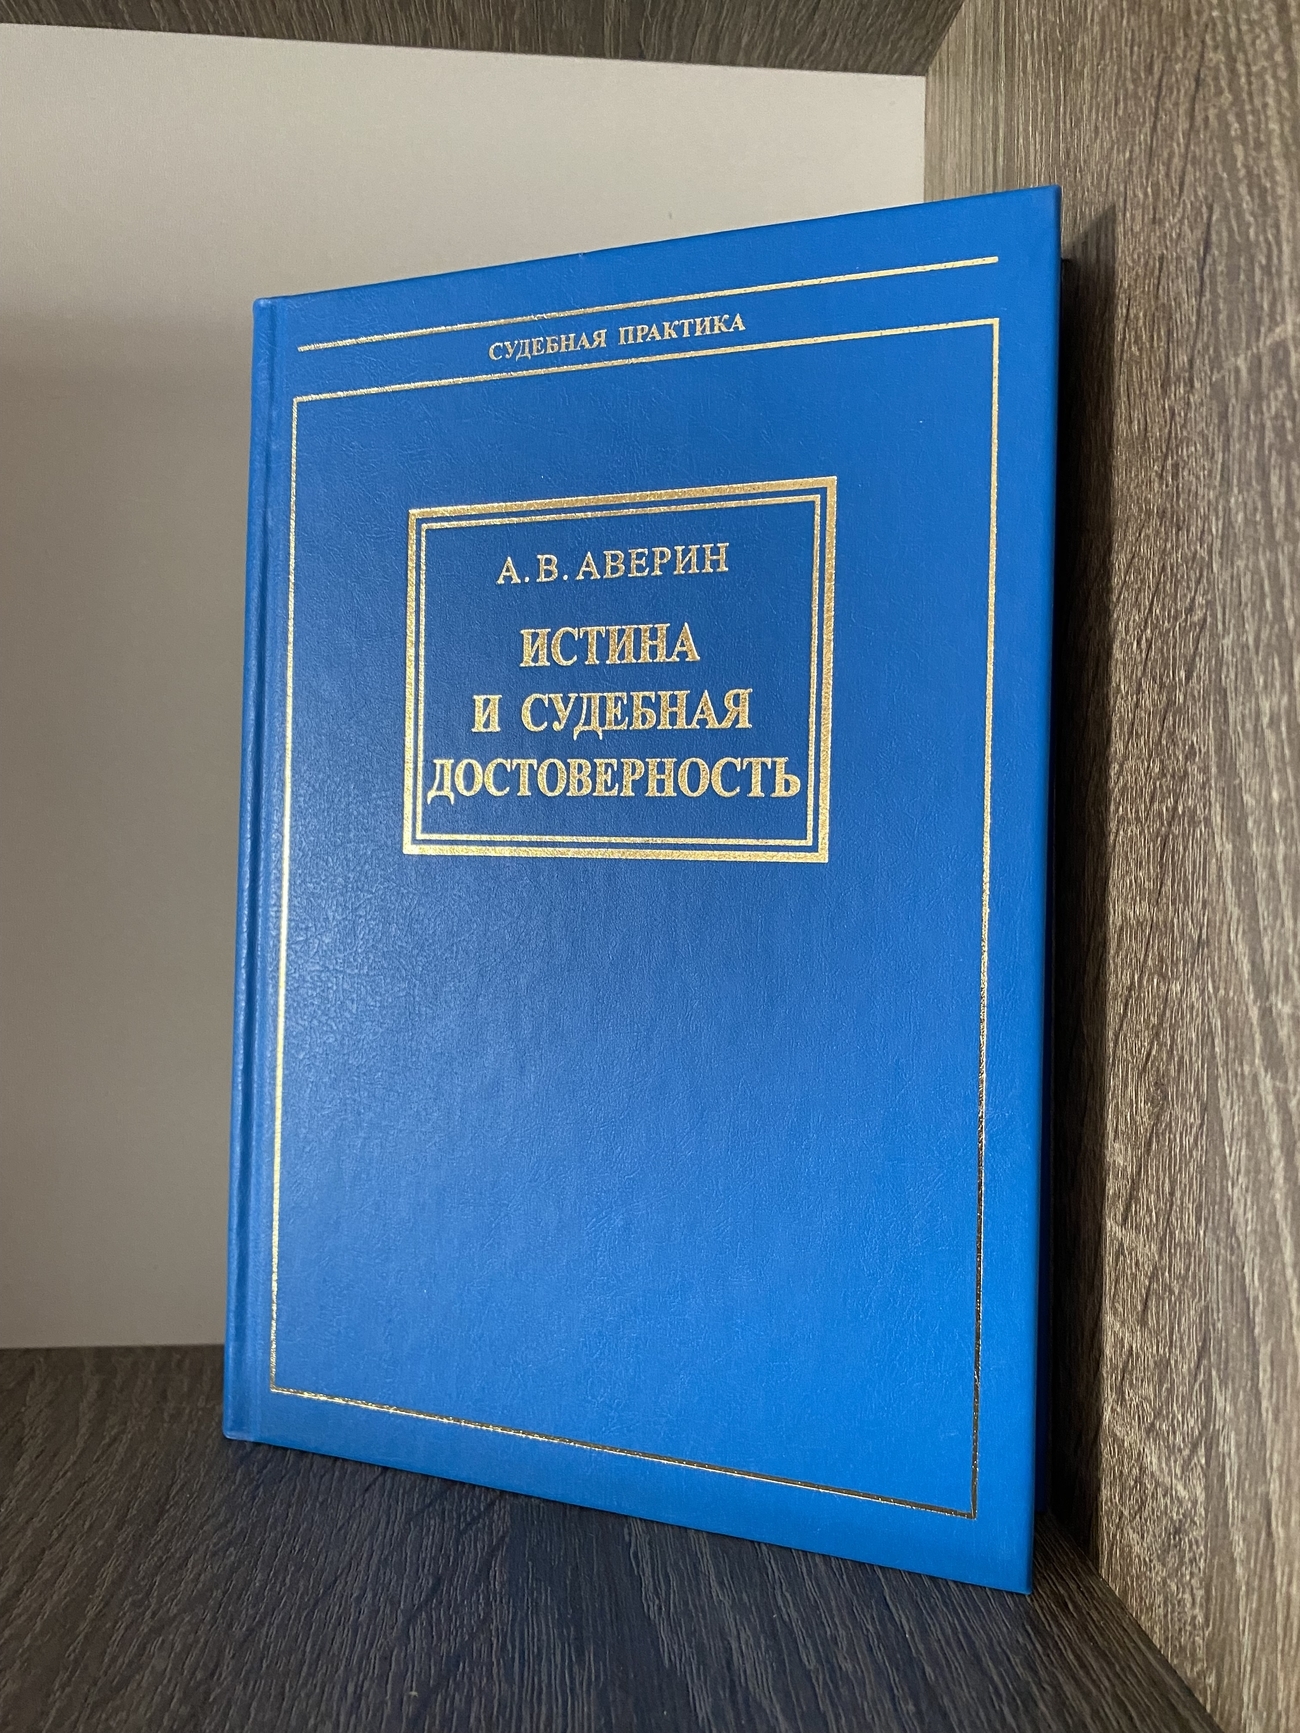 СУДЕБНАЯ ПРАКТИКА
А. В. АВЕРИН
ИСТИНА
И СУДЕБНАЯ
ДОСТОВЕРНОСТЬ